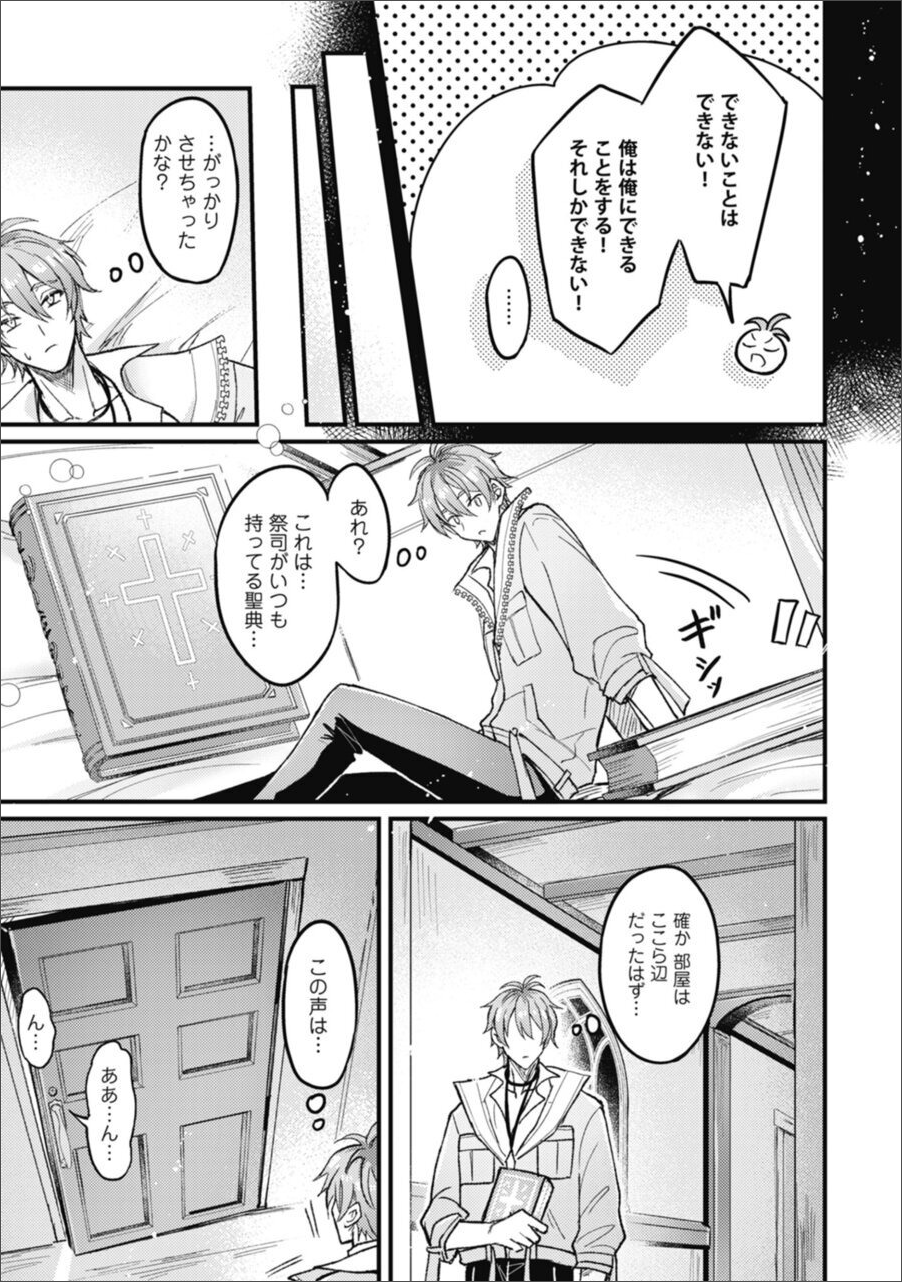 できないことは
できない！
俺は俺にできる
ことをする！
それしかできない！
……
…がっかり
させちゃった
かな？
あれ？
これは…
祭司がいつも
持ってる聖典…
ギシッ
確か 部屋は
ここら辺
だったはず…
この声は…
ああ…ん…
ん…